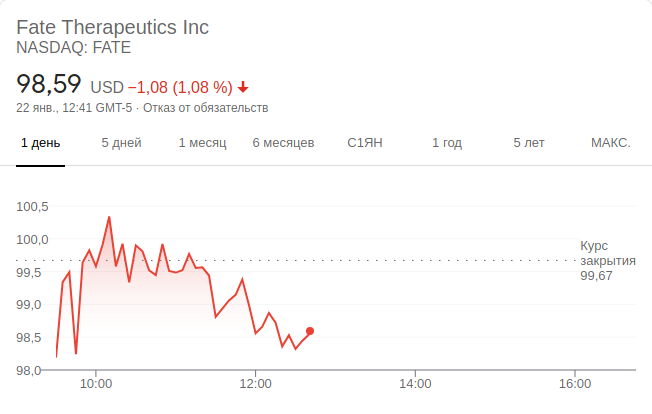 Fate Therapeutics Inc
NASDAQ: FATE
98,59 USD −1,08 (1,08 %)
22 янв., 12:41 GMT-5 · Отказ от обязательств
1 день 5 дней 1 месяц 6 месяцев С1ЯН 1 год 5 лет МАКС.
100,5
100,0
Курс
закрытия
99,67
99,5
99,0
98,5
98,0
10:00 12:00 14:00 16:00